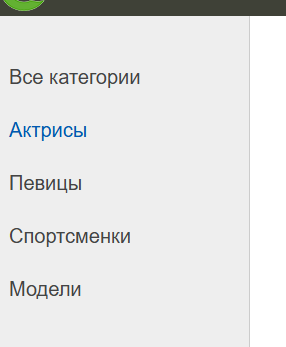 Все категории
Актрисы
Певицы
Спортсменки
Модели